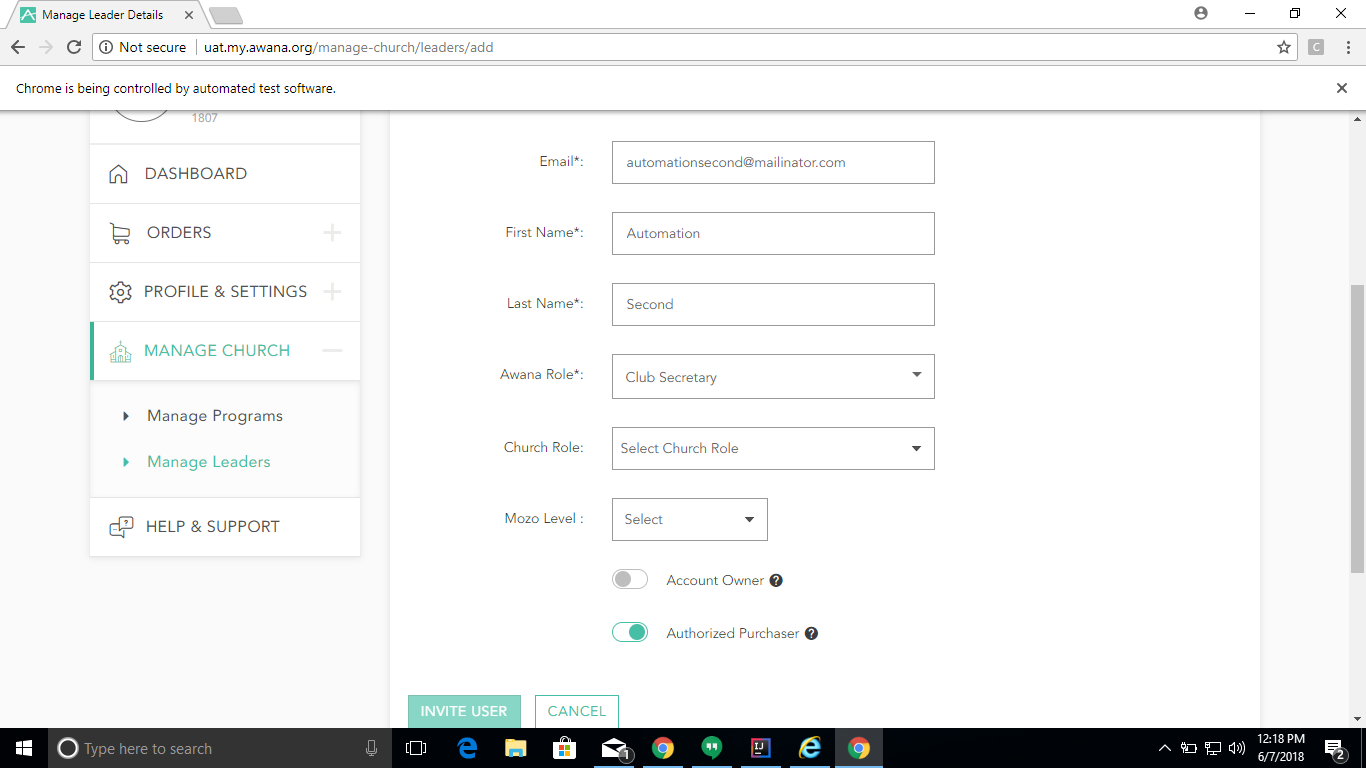 Manage Leader Details
Not secure
uat.my.awana.org/manage-church/leaders/add
C
Chrome is being controlled by automated test software.
1807
DASHBOARD
ORDERS
PROFILE & SETTINGS
MANAGE CHURCH
Manage Programs
Manage Leaders
HELP & SUPPORT
Email*:
automationsecond@mailinator.com
First Name*:
Automation
Last Name*:
Second
Awana Role*:
Club Secretary
Church Role:
Select Church Role
Mozo Level :
Select
Account Owner ?
Authorized Purchaser ?
INVITE USER
CANCEL
Type here to search
1
IJ
12:18 PM
6/7/2018
2